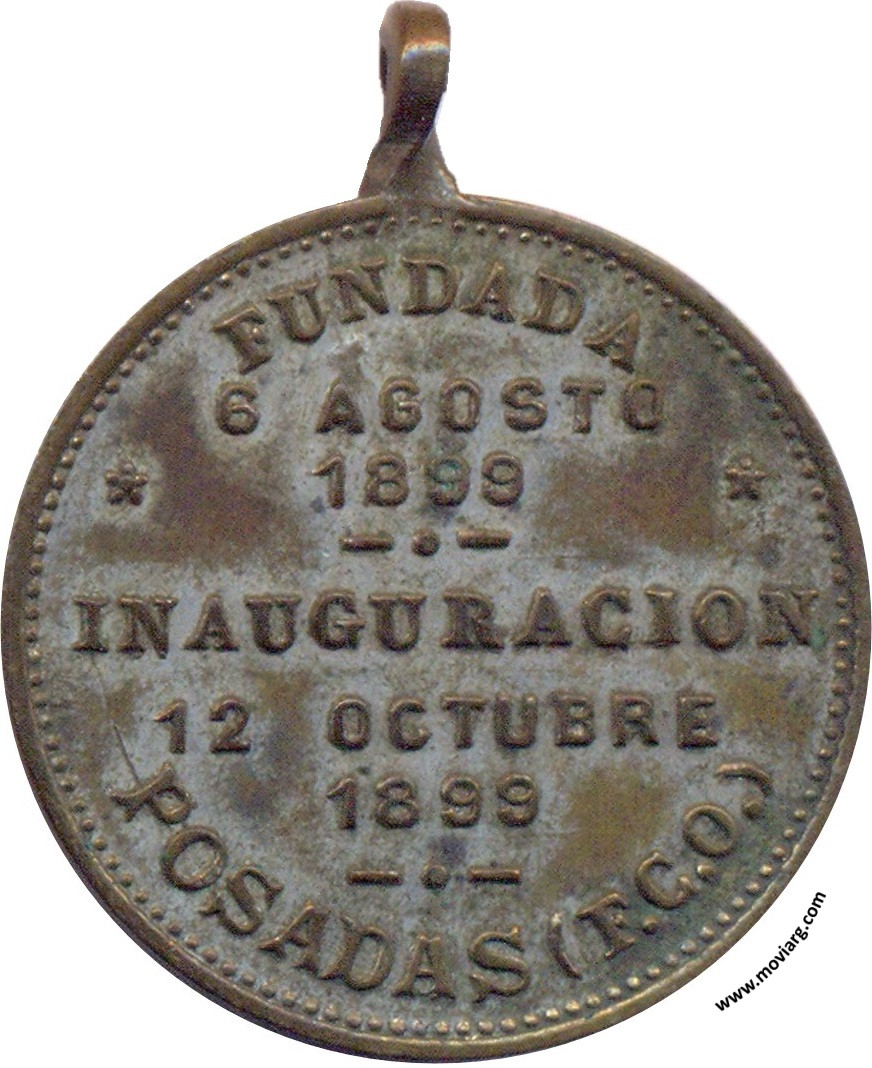 FUNDADA
6 AGOSTO
1899
INAUGURACION
12 OCTUBRE
1899
POSADAS (F.C.O.)
www.moviarg.com